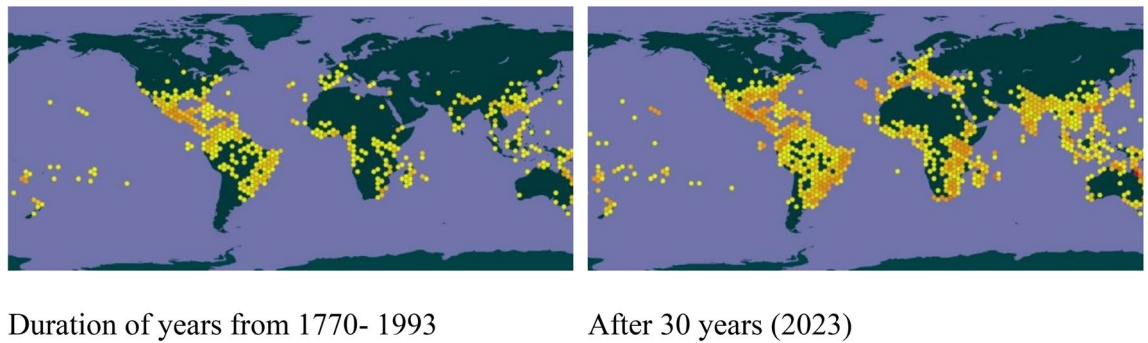 Duration of years from 1770- 1993
After 30 years (2023)